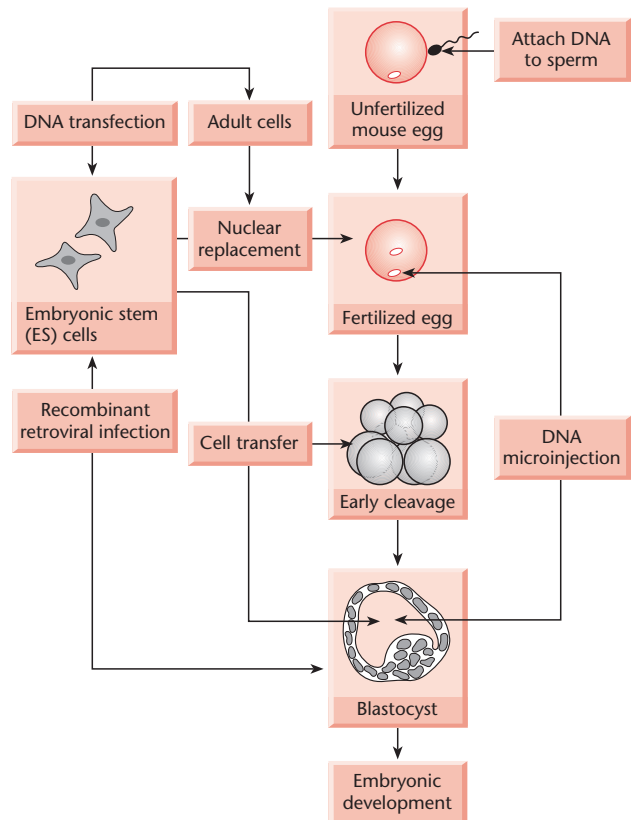 Attach DNA
to sperm
Unfertilized
mouse egg
DNA transfection
Adult cells
Nuclear
replacement
Embryonic stem
(ES) cells
Fertilized egg
Recombinant
retroviral infection
Cell transfer
DNA
microinjection
Early cleavage
Blastocyst
Embryonic
development